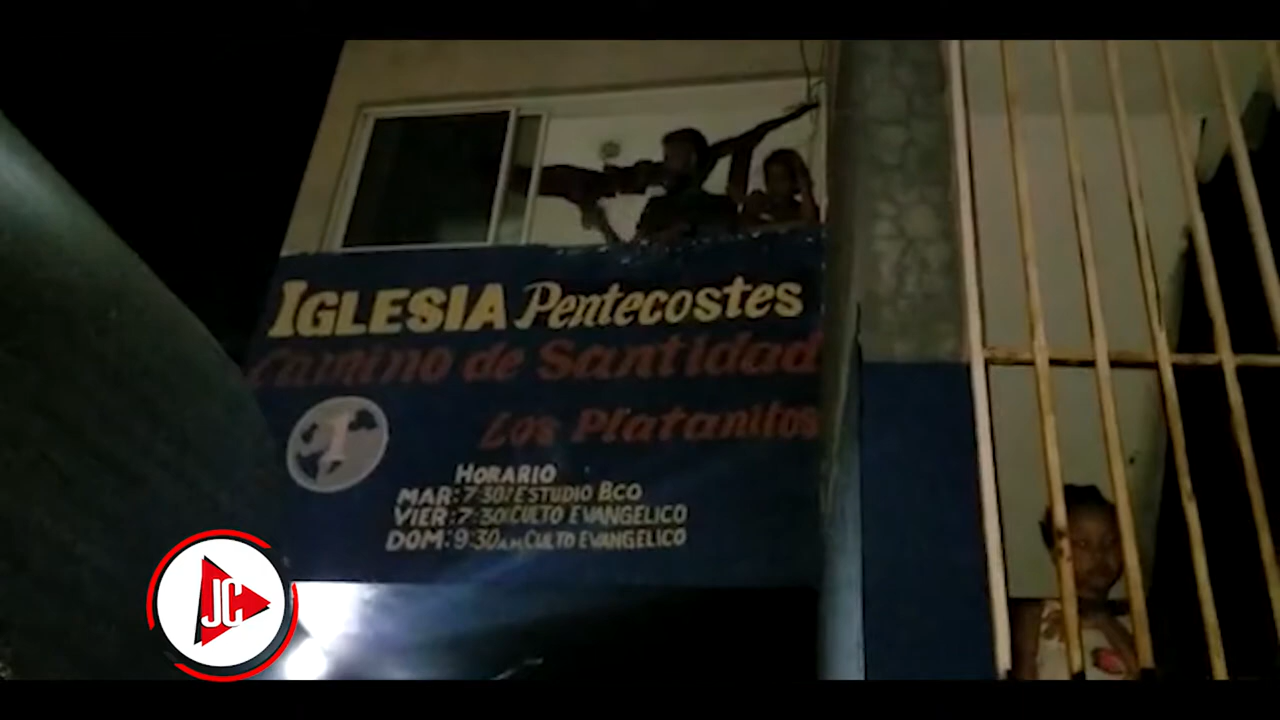 IGLESIA Pentecostes
Camino de Santidad
Los Platanitos
HORARIO
MAR: 7:30 ESTUDIO BCO
VIER: 7:30 CULTO EVANGELICO
DOM: 9:30 A.M CULTO EVANGELICO
JC